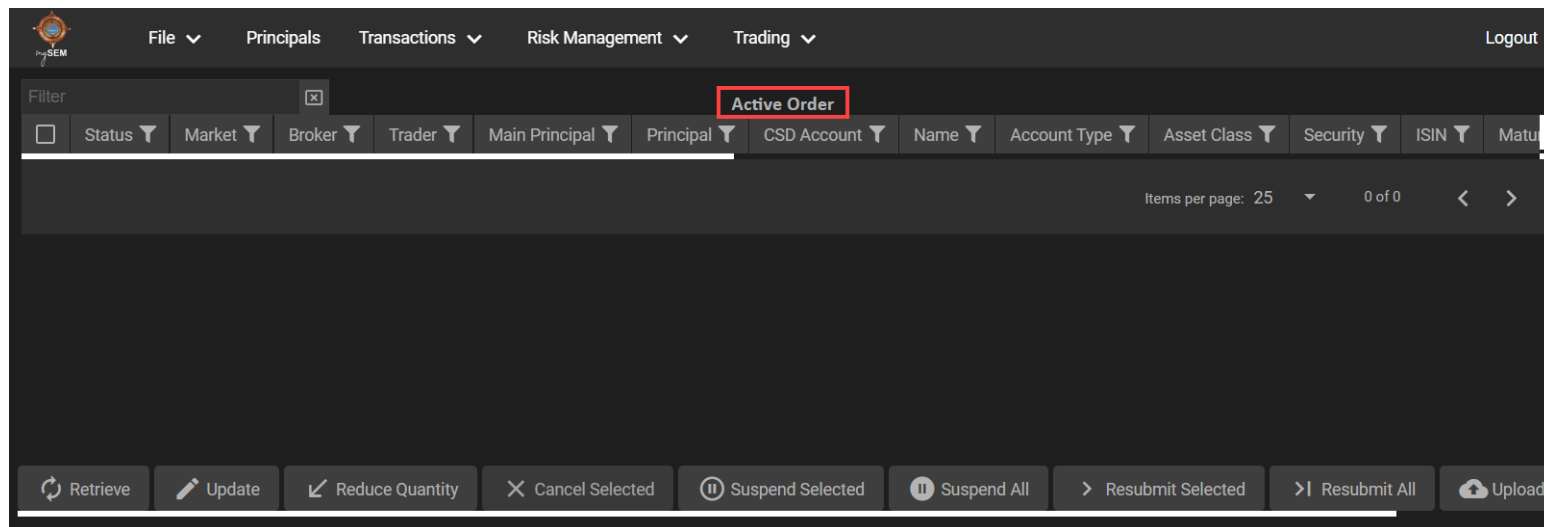 mySEM
File Principals Transactions Risk Management Trading Logout
Filter
Active Order
Status Market Broker Trader Main Principal Principal CSD Account Name Account Type Asset Class Security ISIN Matu
Items per page: 25 0 of 0
Retrieve Update Reduce Quantity Cancel Selected Suspend Selected Suspend All Resubmit Selected Resubmit All Upload